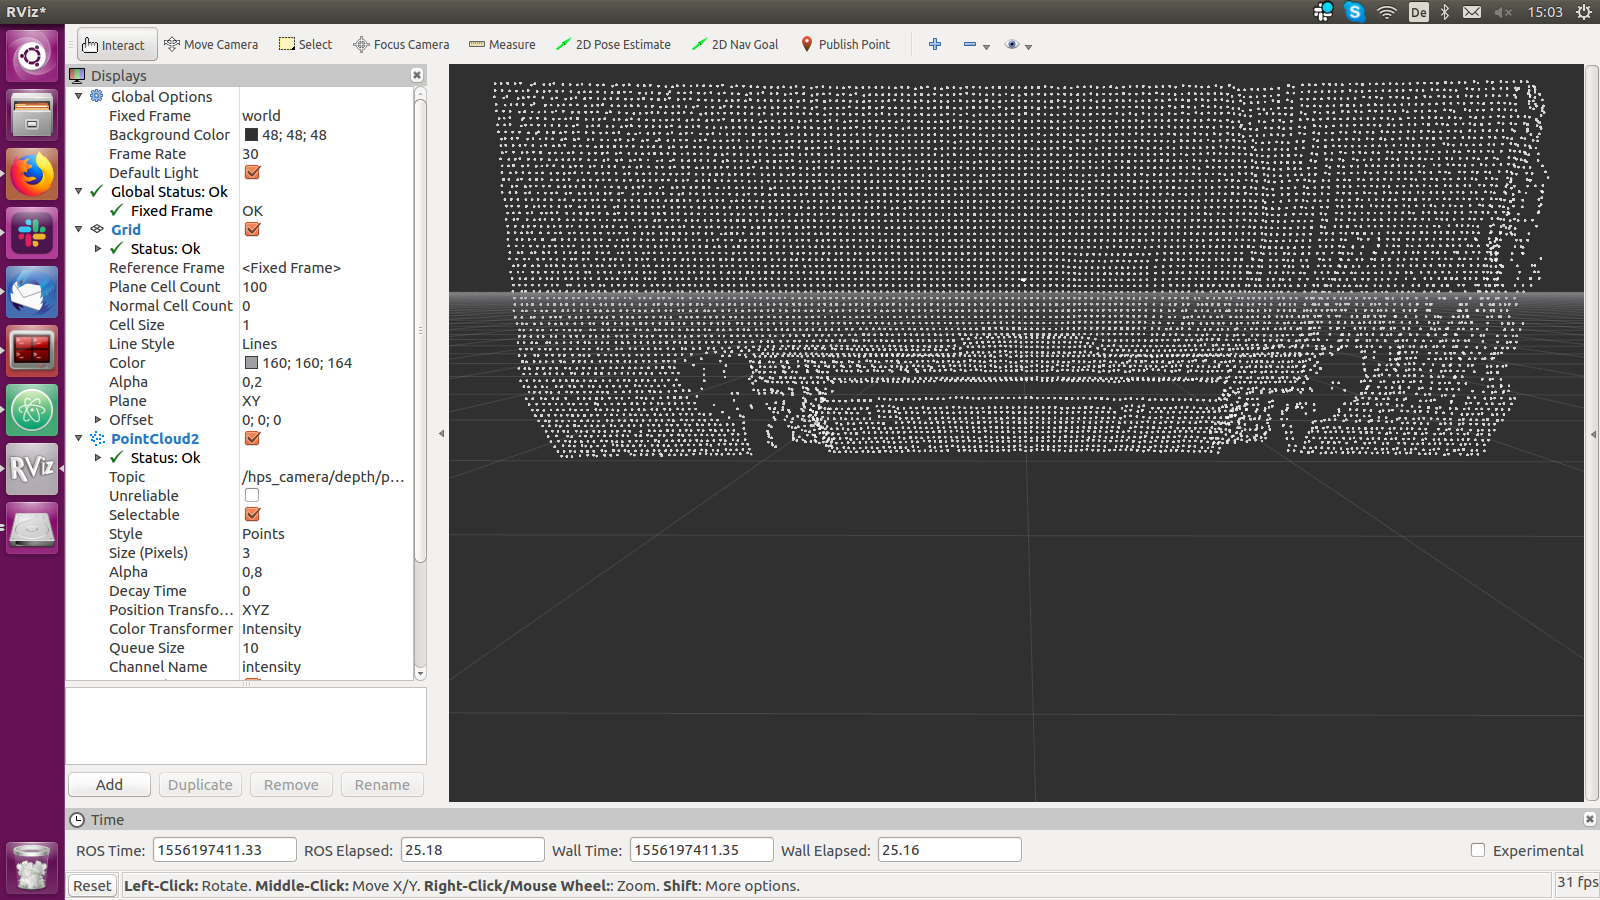 RViz*
De
15:03
Interact Move Camera Select Focus Camera Measure 2D Pose Estimate 2D Nav Goal Publish Point
Displays
Global Options
Fixed Frame world
Background Color 48; 48; 48
Frame Rate 30
Default Light
Global Status: Ok
Fixed Frame OK
Grid
Status: Ok
Reference Frame <Fixed Frame>
Plane Cell Count 100
Normal Cell Count 0
Cell Size 1
Line Style Lines
Color 160; 160; 164
Alpha 0,2
Plane XY
Offset 0; 0; 0
PointCloud2
Status: Ok
Topic /hps_camera/depth/p...
Unreliable
Selectable
Style Points
Size (Pixels) 3
Alpha 0,8
Decay Time 0
Position Transfo... XYZ
Color Transformer Intensity
Queue Size 10
Channel Name intensity
RViz
Add Duplicate Remove Rename
Time
ROS Time: 1556197411.33 ROS Elapsed: 25.18 Wall Time: 1556197411.35 Wall Elapsed: 25.16 Experimental
Reset Left-Click: Rotate. Middle-Click: Move X/Y. Right-Click/Mouse Wheel:: Zoom. Shift: More options. 31 fps